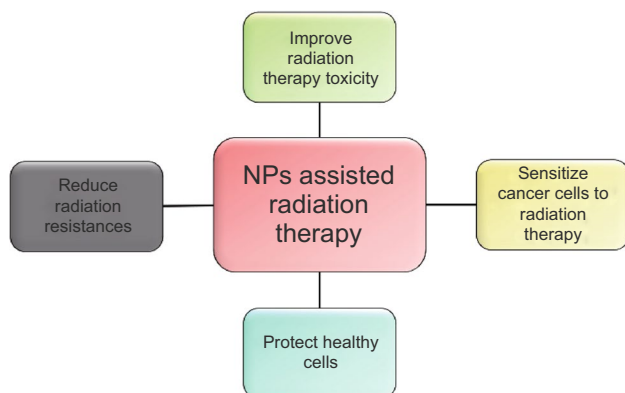 Improve
radiation
therapy toxicity
Reduce
radiation
resistances
NPs assisted
radiation
therapy
Sensitize
cancer cells to
radiation
therapy
Protect healthy
cells